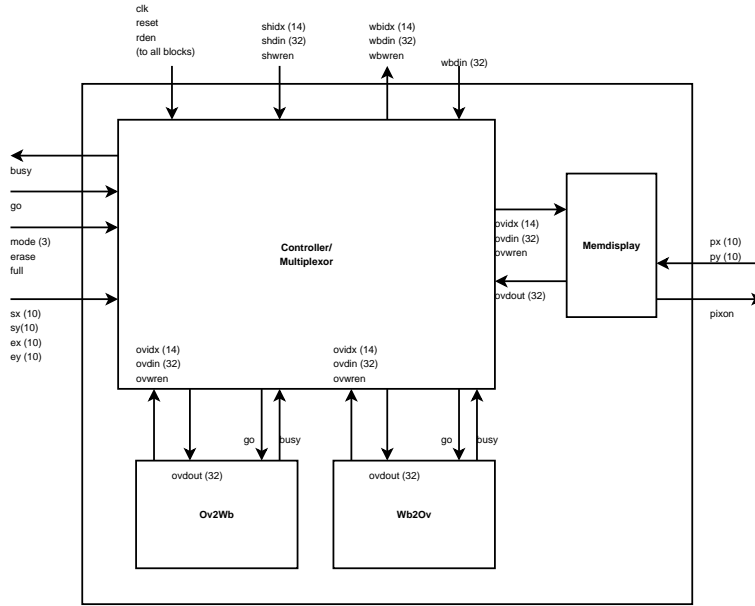 clk
reset
rden
(to all blocks)
shidx (14)
shdin (32)
shwren
wbidx (14)
wbdin (32)
wbwren
wbdin (32)
busy
go
mode (3)
erase
full
sx (10)
sy(10)
ex (10)
ey (10)
Controller/
Multiplexor
ovidx (14)
ovdin (32)
ovwren
ovdout (32)
Memdisplay
px (10)
py (10)
pixon
ovidx (14)
ovdin (32)
ovwren
ovidx (14)
ovdin (32)
ovwren
go
busy
go
busy
ovdout (32)
Ov2Wb
ovdout (32)
Wb2Ov